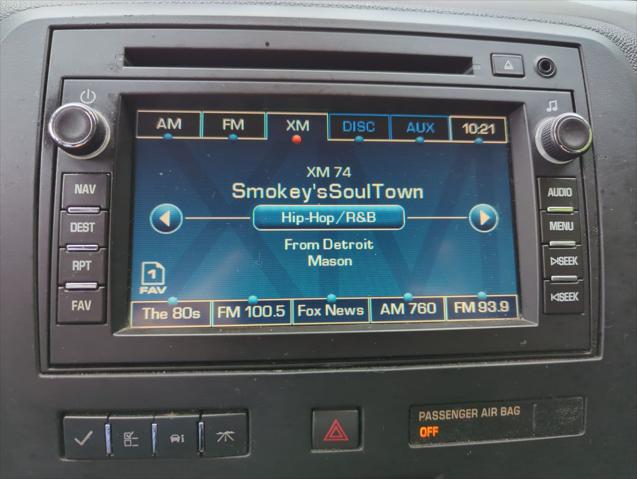 AM FM XM DISC AUX 10:21
XM 74
Smokey'sSoulTown
Hip-Hop/R&B
From Detroit
Mason
1
FAV
The 80s FM 100.5 Fox News AM 760 FM 93.9
NAV
DEST
RPT
FAV
AUDIO
MENU
SEEK
SEEK
PASSENGER AIR BAG
OFF